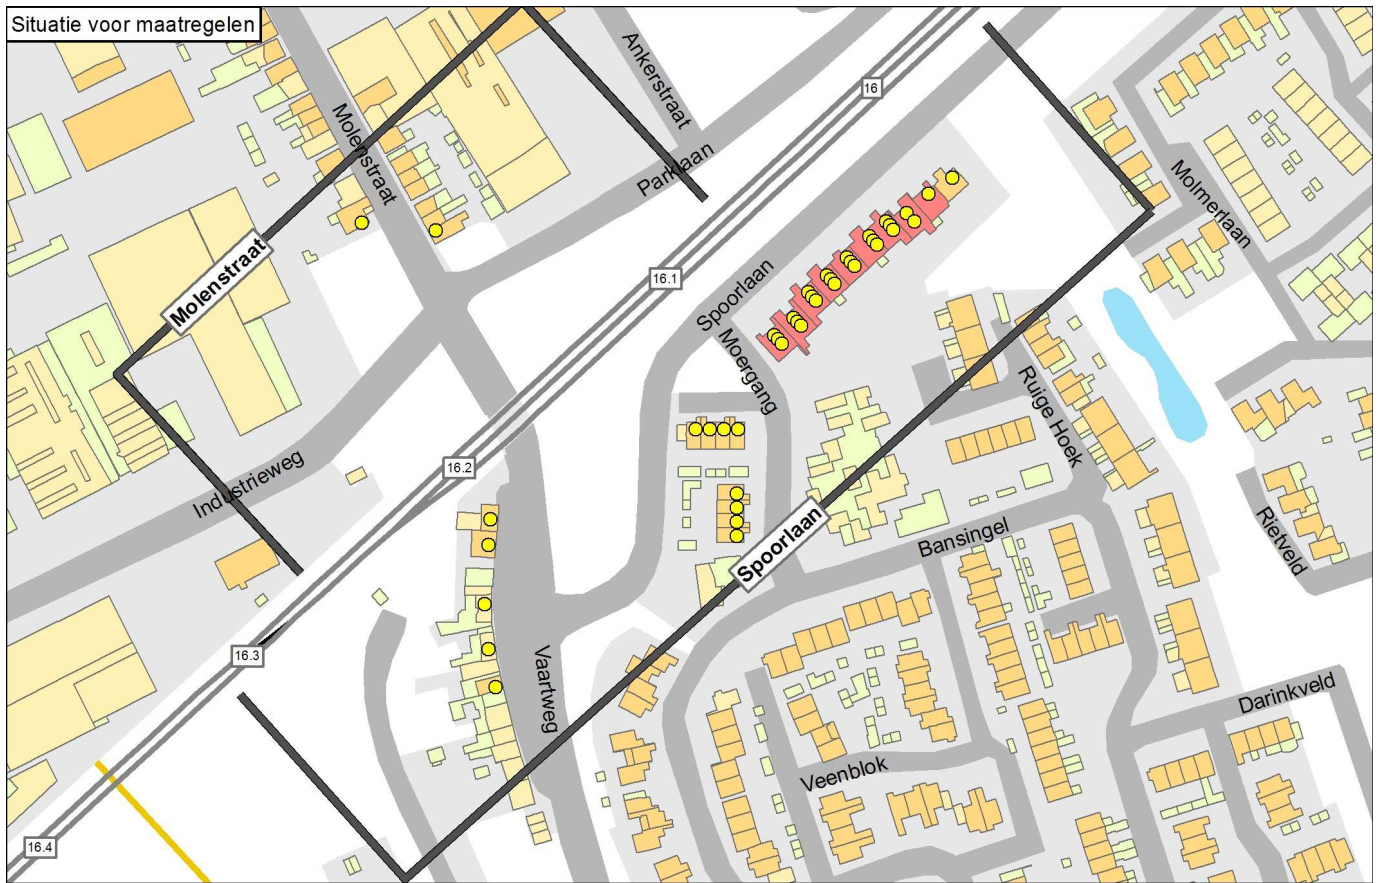 Situatie voor maatregelen
Ankerstraat
16
Molenstraat
Parklaan
Molmerlaan
Molenstraat
16.1
Spoorlaan
Moergang
Ruige Hoek
16.2
Industrieweg
Spoorlaan
Bansingel
Rietveld
16.3
Vaartweg
Darinkveld
Veenblok
16.4